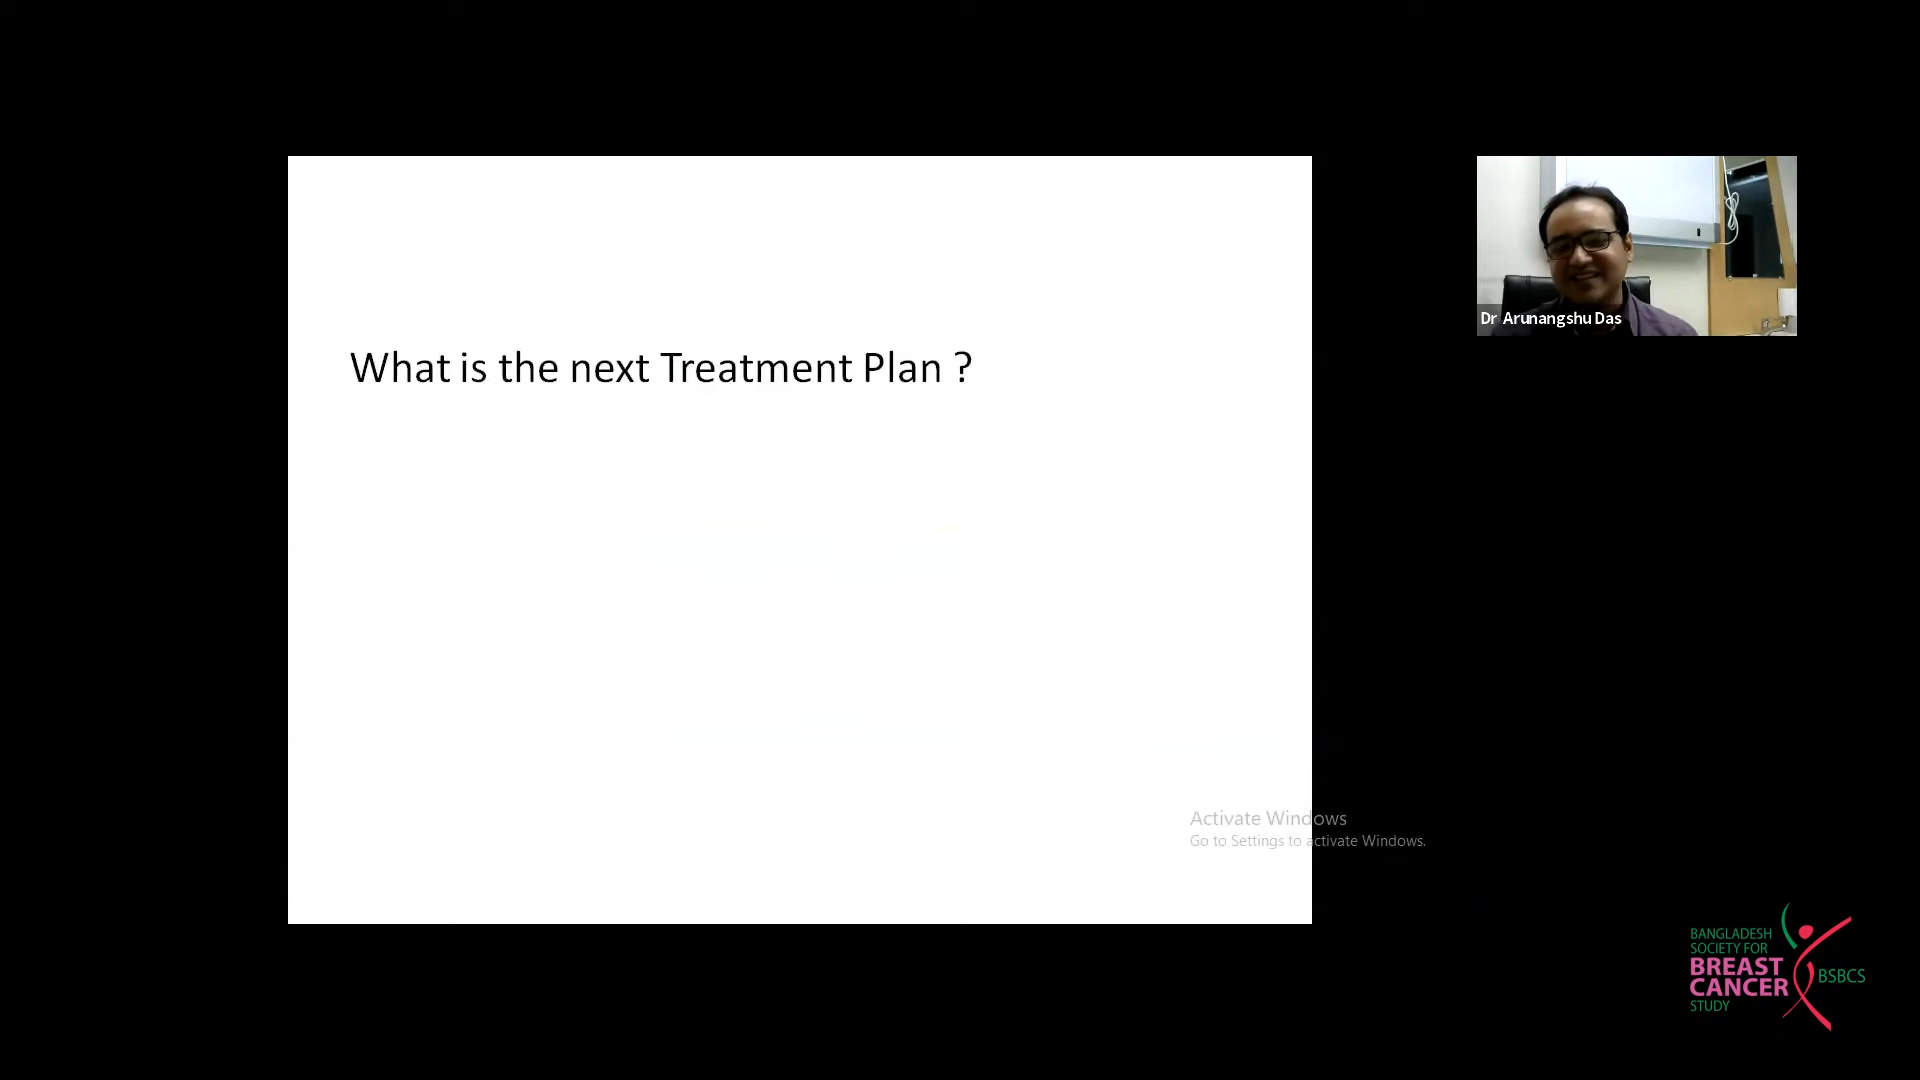 What is the next Treatment Plan ?
Dr Arunangshu Das
Activate Windows
Go to Settings to activate Windows.
BANGLADESH
SOCIETY FOR
BREAST
CANCER
STUDY
BSBCS